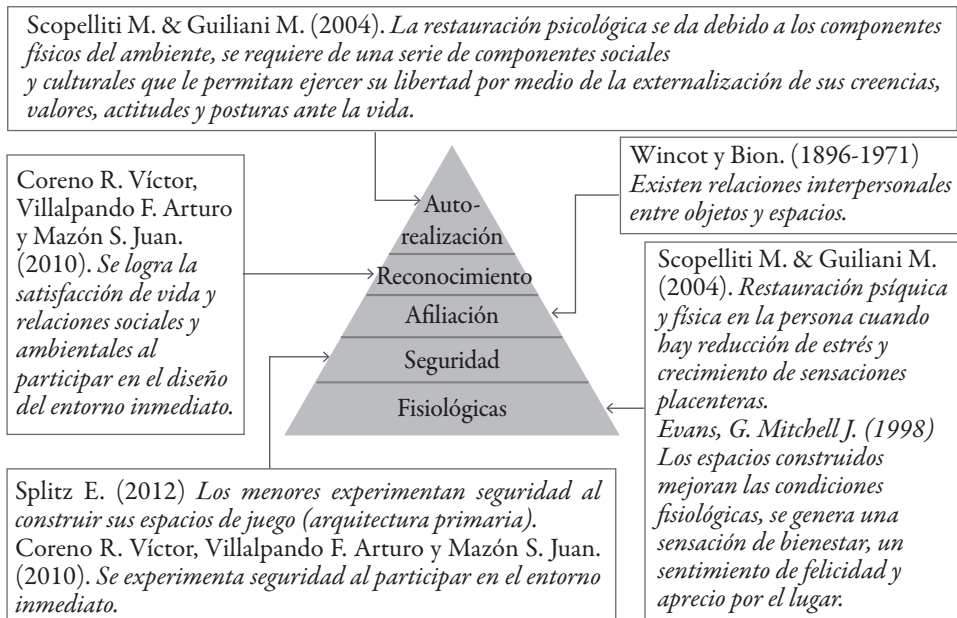 Scopelliti M. & Guiliani M. (2004). La restauración psicológica se da debido a los componentes
físicos del ambiente, se requiere de una serie de componentes sociales
y culturales que le permitan ejercer su libertad por medio de la externalización de sus creencias,
valores, actitudes y posturas ante la vida.
Coreno R. Víctor,
Villalpando F. Arturo
y Mazón S. Juan.
(2010). Se logra la
satisfacción de vida y
relaciones sociales y
ambientales al
participar en el diseño
del entorno inmediato.
Auto-
realización
Reconocimiento
Afiliación
Seguridad
Fisiológicas
Wincot y Bion. (1896-1971)
Existen relaciones interpersonales
entre objetos y espacios.
Scopelliti M. & Guiliani M.
(2004). Restauración psíquica
y física en la persona cuando
hay reducción de estrés y
crecimiento de sensaciones
placenteras.
Evans, G. Mitchell J. (1998)
Los espacios construidos
mejoran las condiciones
fisiológicas, se genera una
sensación de bienestar, un
sentimiento de felicidad y
aprecio por el lugar.
Splitz E. (2012) Los menores experimentan seguridad al
construir sus espacios de juego (arquitectura primaria).
Coreno R. Víctor, Villalpando F. Arturo y Mazón S. Juan.
(2010). Se experimenta seguridad al participar en el entorno
inmediato.